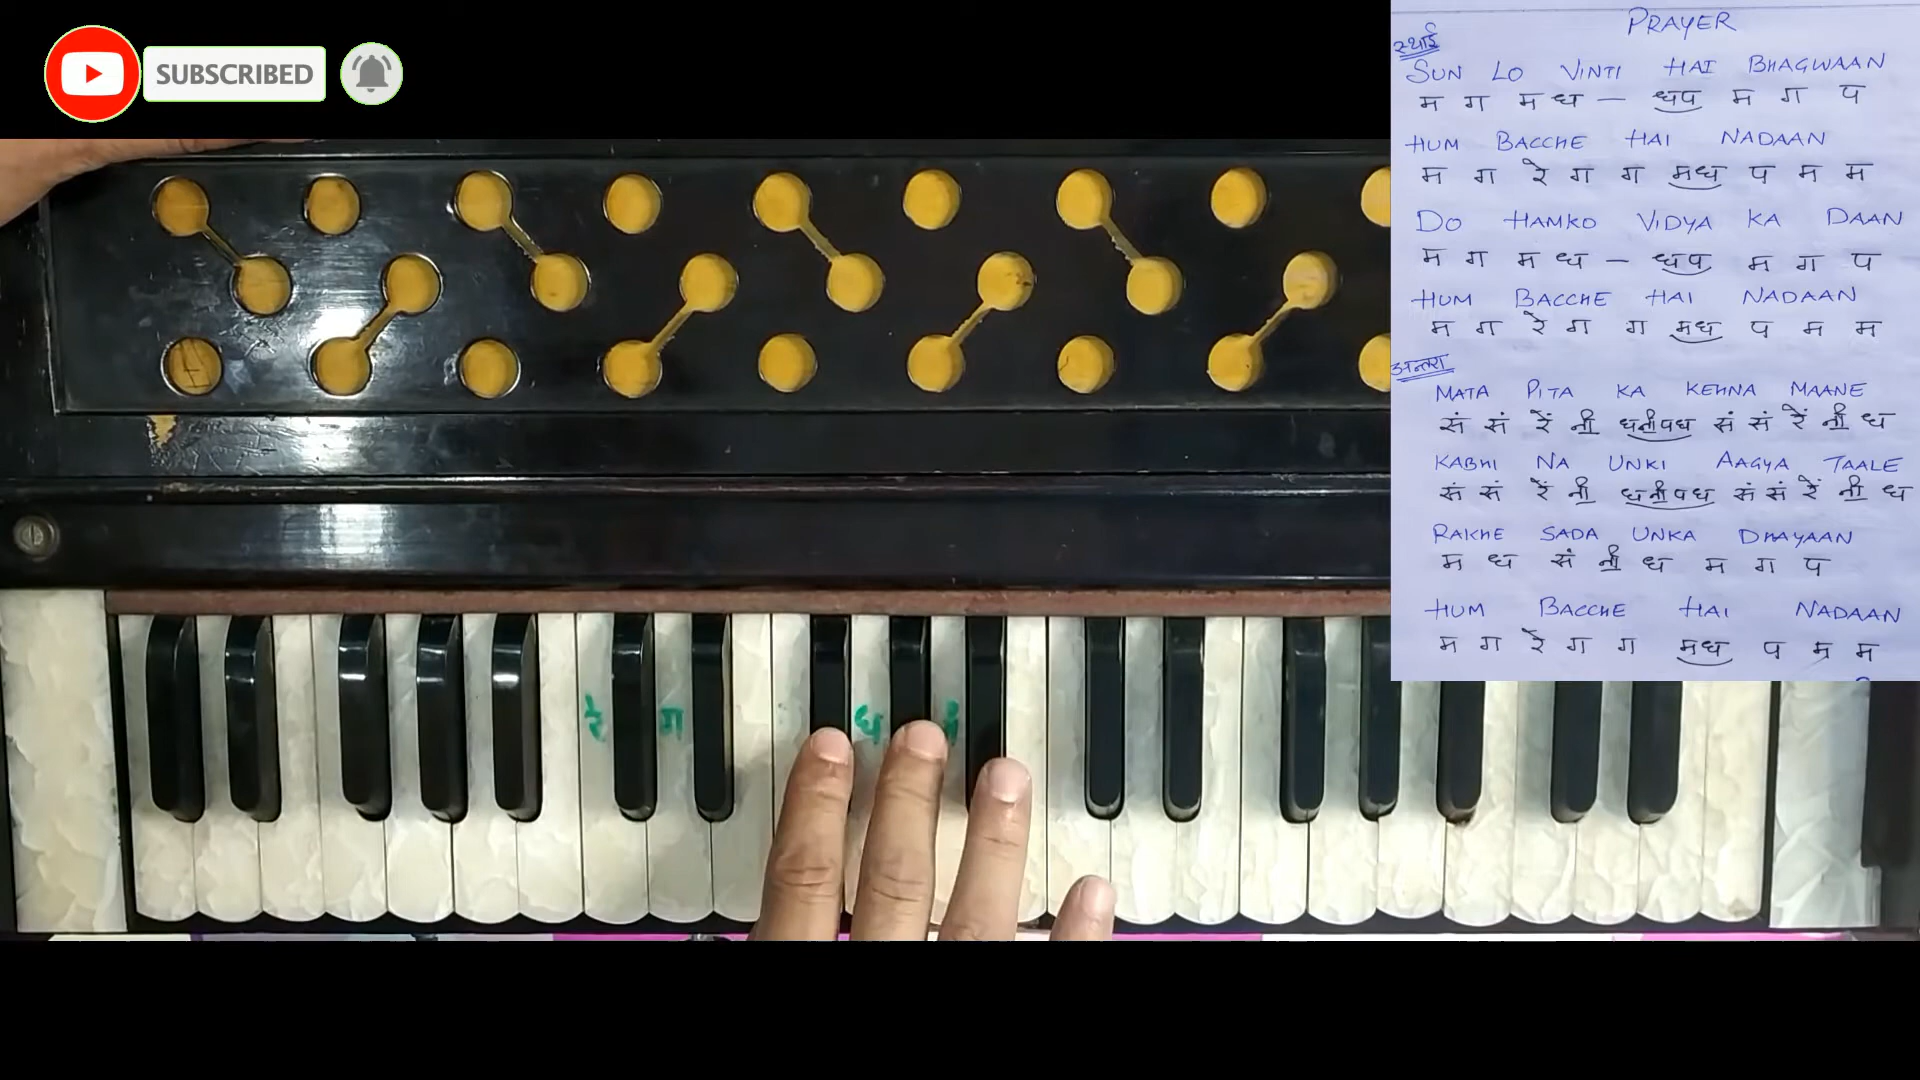 SUBSCRIBED
PRAYER
स्थाई
SUN LO VINTI HAI BHAGWAAN
म ग म ध – धप म ग प
HUM BACCHE HAI NADAAN
म ग रे ग ग मध प म म
DO HAMKO VIDYA KA DAAN
म ग म ध – धप म ग प
HUM BACCHE HAI NADAAN
म ग रे ग ग मध प म म
अन्तरा
MATA PITA KA KEHNA MAANE
सं सं रें नी धनीपध सं सं रें नी ध
KABHI NA UNKI AAGYA TAALE
सं सं रें नी धनीपध सं सं रें नी ध
RAKHE SADA UNKA DHAYAAN
म ध सं नी ध म ग प
HUM BACCHE HAI NADAAN
म ग रे ग ग मध प म म
रे ग ध